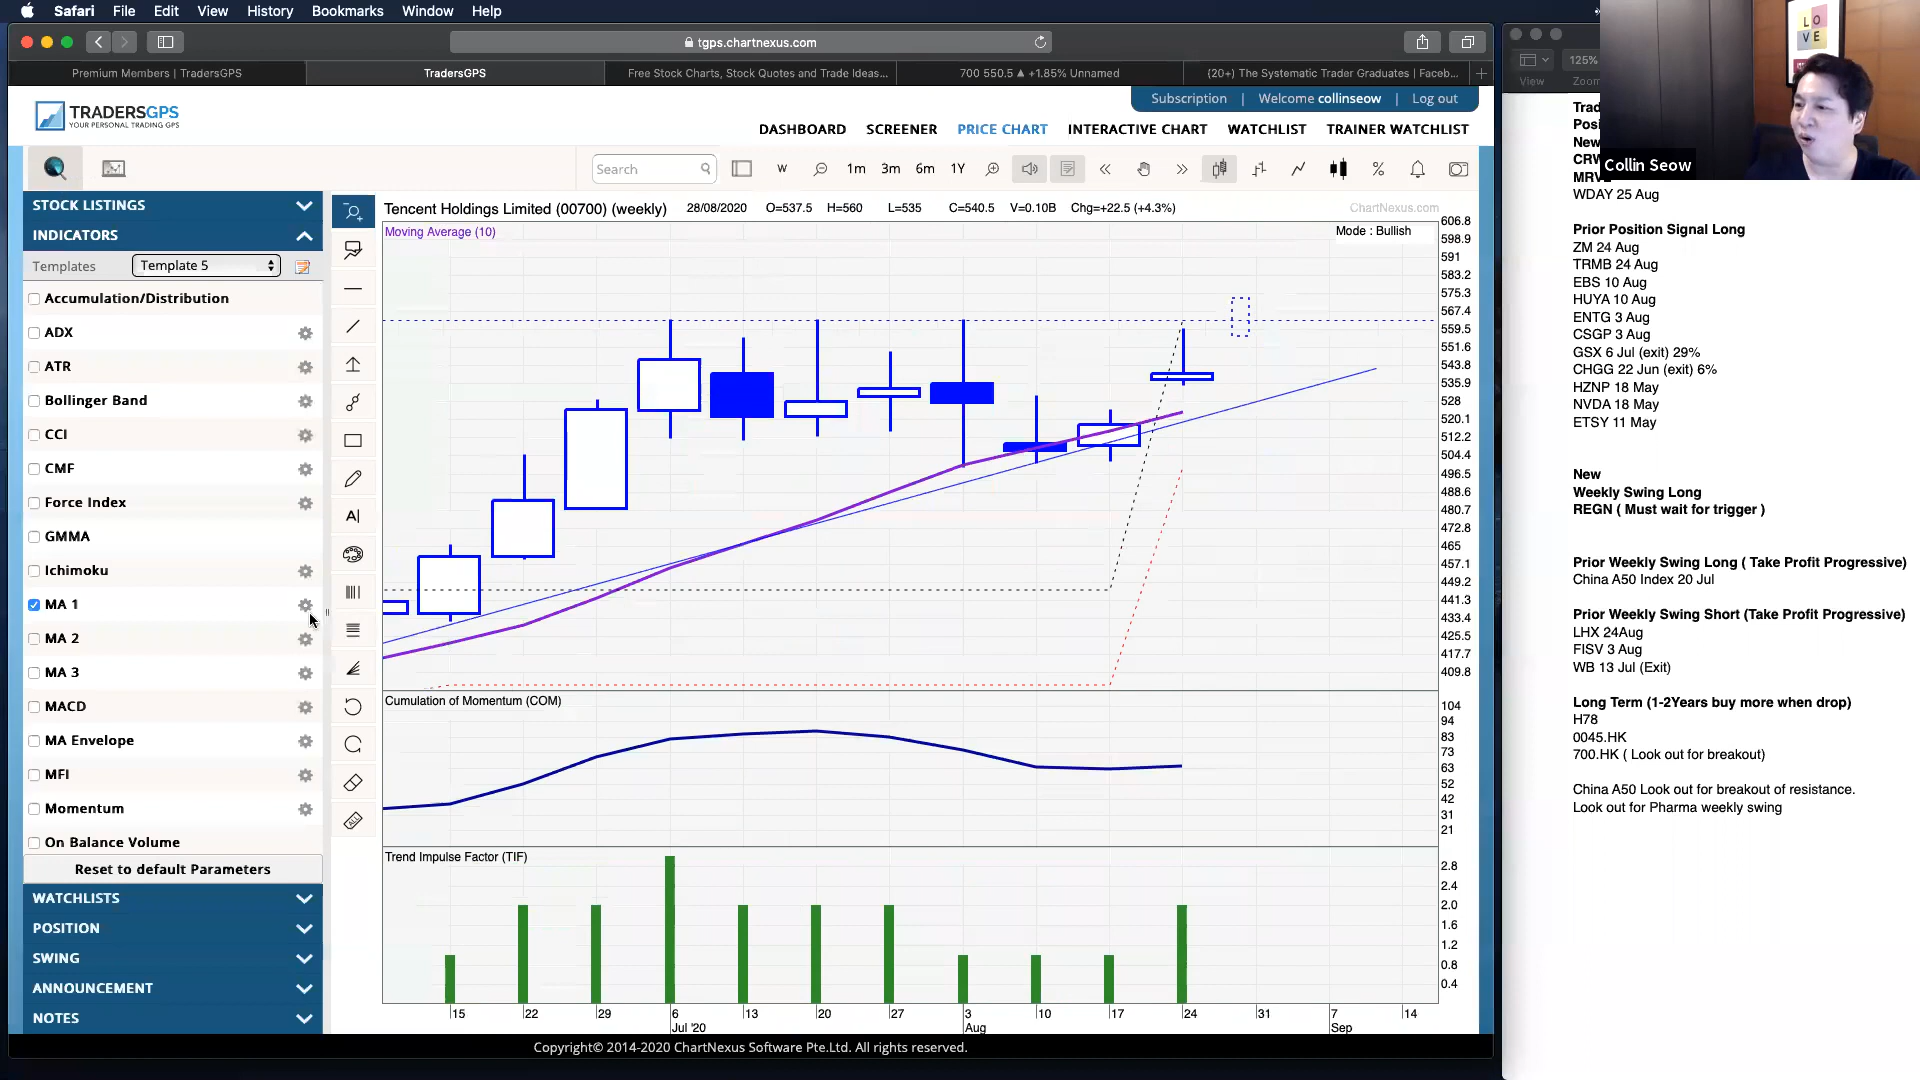 Safari File Edit View History Bookmarks Window Help
tgps.chartnexus.com
Premium Members | TradersGPS
TradersGPS
Free Stock Charts, Stock Quotes and Trade Ideas...
700 550.5 ▲ +1.85% Unnamed
(20+) The Systematic Trader Graduates | Faceb...
TRADERSGPS
YOUR PERSONAL TRADING GPS
Subscription | Welcome collinseow | Log out
DASHBOARD SCREENER PRICE CHART INTERACTIVE CHART WATCHLIST TRAINER WATCHLIST
Search
W
1m 3m 6m 1Y
%
STOCK LISTINGS
INDICATORS
Templates Template 5
Accumulation/Distribution
ADX
ATR
Bollinger Band
CCI
CMF
Force Index
GMMA
Ichimoku
MA 1
MA 2
MA 3
MACD
MA Envelope
MFI
Momentum
On Balance Volume
Reset to default Parameters
WATCHLISTS
POSITION
SWING
ANNOUNCEMENT
NOTES
A|
ALL
Tencent Holdings Limited (00700) (weekly) 28/08/2020 O=537.5 H=560 L=535 C=540.5 V=0.10B Chg=+22.5 (+4.3%)
ChartNexus.com
Moving Average (10)
Mode : Bullish
606.8
598.9
591
583.2
575.3
567.4
559.5
551.6
543.8
535.9
528
520.1
512.2
504.4
496.5
488.6
480.7
472.8
465
457.1
449.2
441.3
433.4
425.5
417.7
409.8
Cumulation of Momentum (COM)
104
94
83
73
63
52
42
31
21
Trend Impulse Factor (TIF)
2.8
2.4
2.0
1.6
1.2
0.8
0.4
15 22 29 6 13 20 27 3 10 17 24 31 7 14
Jul '20 Aug Sep
Copyright© 2014-2020 ChartNexus Software Pte.Ltd. All rights reserved.
View
125%
Zoom
LOVE
Collin Seow
Trad
Posi
New
CRW
MRV
WDAY 25 Aug
Prior Position Signal Long
ZM 24 Aug
TRMB 24 Aug
EBS 10 Aug
HUYA 10 Aug
ENTG 3 Aug
CSGP 3 Aug
GSX 6 Jul (exit) 29%
CHGG 22 Jun (exit) 6%
HZNP 18 May
NVDA 18 May
ETSY 11 May
New
Weekly Swing Long
REGN ( Must wait for trigger )
Prior Weekly Swing Long ( Take Profit Progressive)
China A50 Index 20 Jul
Prior Weekly Swing Short (Take Profit Progressive)
LHX 24Aug
FISV 3 Aug
WB 13 Jul (Exit)
Long Term (1-2Years buy more when drop)
H78
0045.HK
700.HK ( Look out for breakout)
China A50 Look out for breakout of resistance.
Look out for Pharma weekly swing